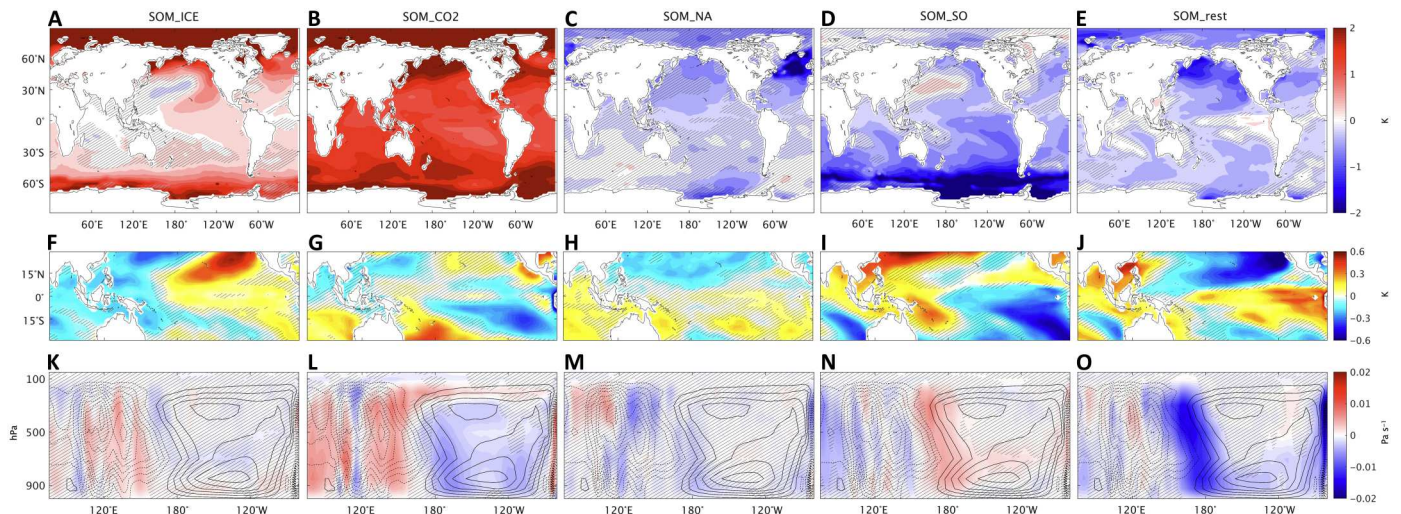 A SOM_ICE B SOM_CO2 C SOM_NA D SOM_SO E SOM_rest
60°N
30°N
0°
30°S
60°S
60°E 120°E 180° 120°W 60°W 60°E 120°E 180° 120°W 60°W 60°E 120°E 180° 120°W 60°W 60°E 120°E 180° 120°W 60°W 60°E 120°E 180° 120°W 60°W
2
1
0
−1
−2
K
F G H I J
15°N
0°
15°S
0.6
0.3
0
−0.3
−0.6
K
K L M N O
100
500
900
hPa
120°E 180° 120°W 120°E 180° 120°W 120°E 180° 120°W 120°E 180° 120°W 120°E 180° 120°W
0.02
0.01
0
−0.01
−0.02
Pa s⁻¹